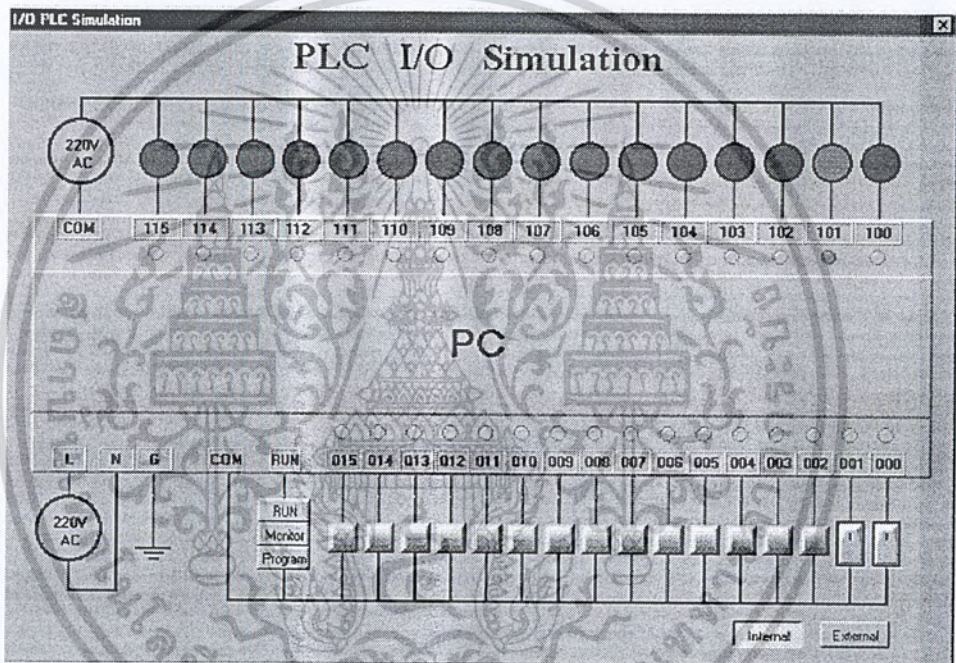 I/O PLC Simulation
PLC I/O Simulation
220V
AC
COM 115 114 113 112 111 110 109 108 107 106 105 104 103 102 101 100
PC
L N G COM RUN 015 014 013 012 011 010 009 008 007 006 005 004 003 002 001 000
220V
AC
RUN
Monitor
Program
Internal External